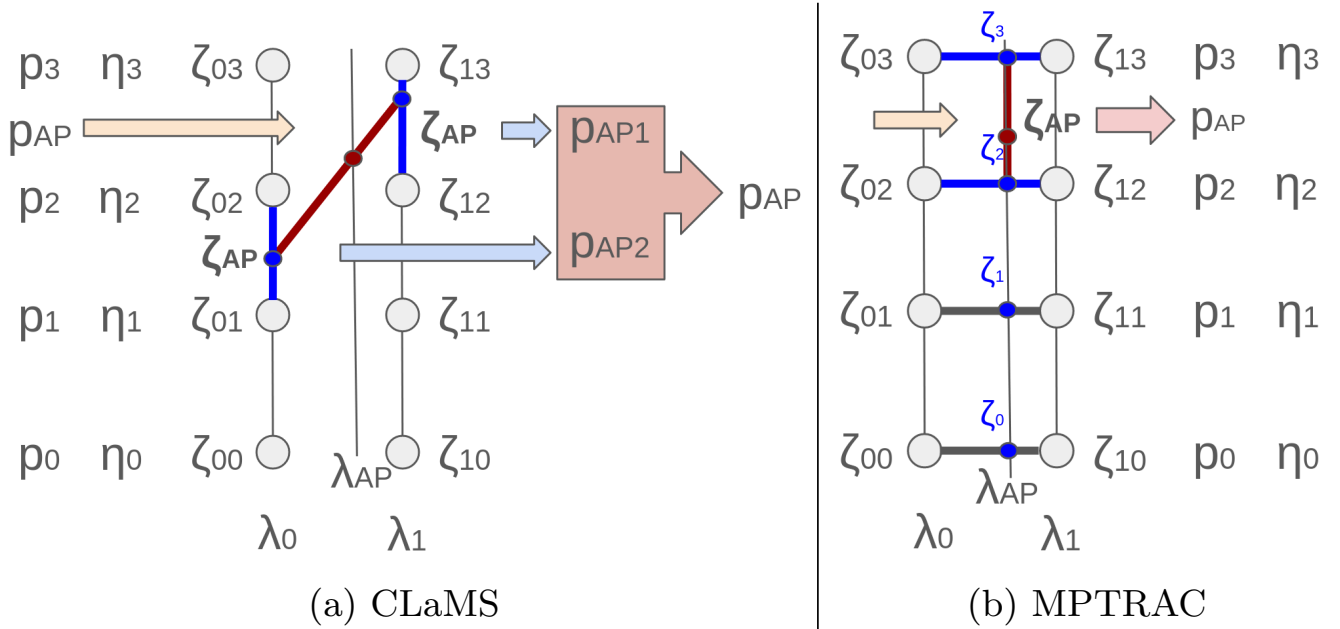 p3 η3 ζ03 ζ13
pAP ζAP pAP1
p2 η2 ζ02 ζ12 pAP
ζAP pAP2
p1 η1 ζ01 ζ11
p0 η0 ζ00 ζ10
λAP
λ0 λ1
(a) CLaMS
ζ3
ζ03 ζ13 p3 η3
ζAP pAP
ζ2
ζ02 ζ12 p2 η2
ζ1
ζ01 ζ11 p1 η1
ζ0
ζ00 ζ10 p0 η0
λAP
λ0 λ1
(b) MPTRAC